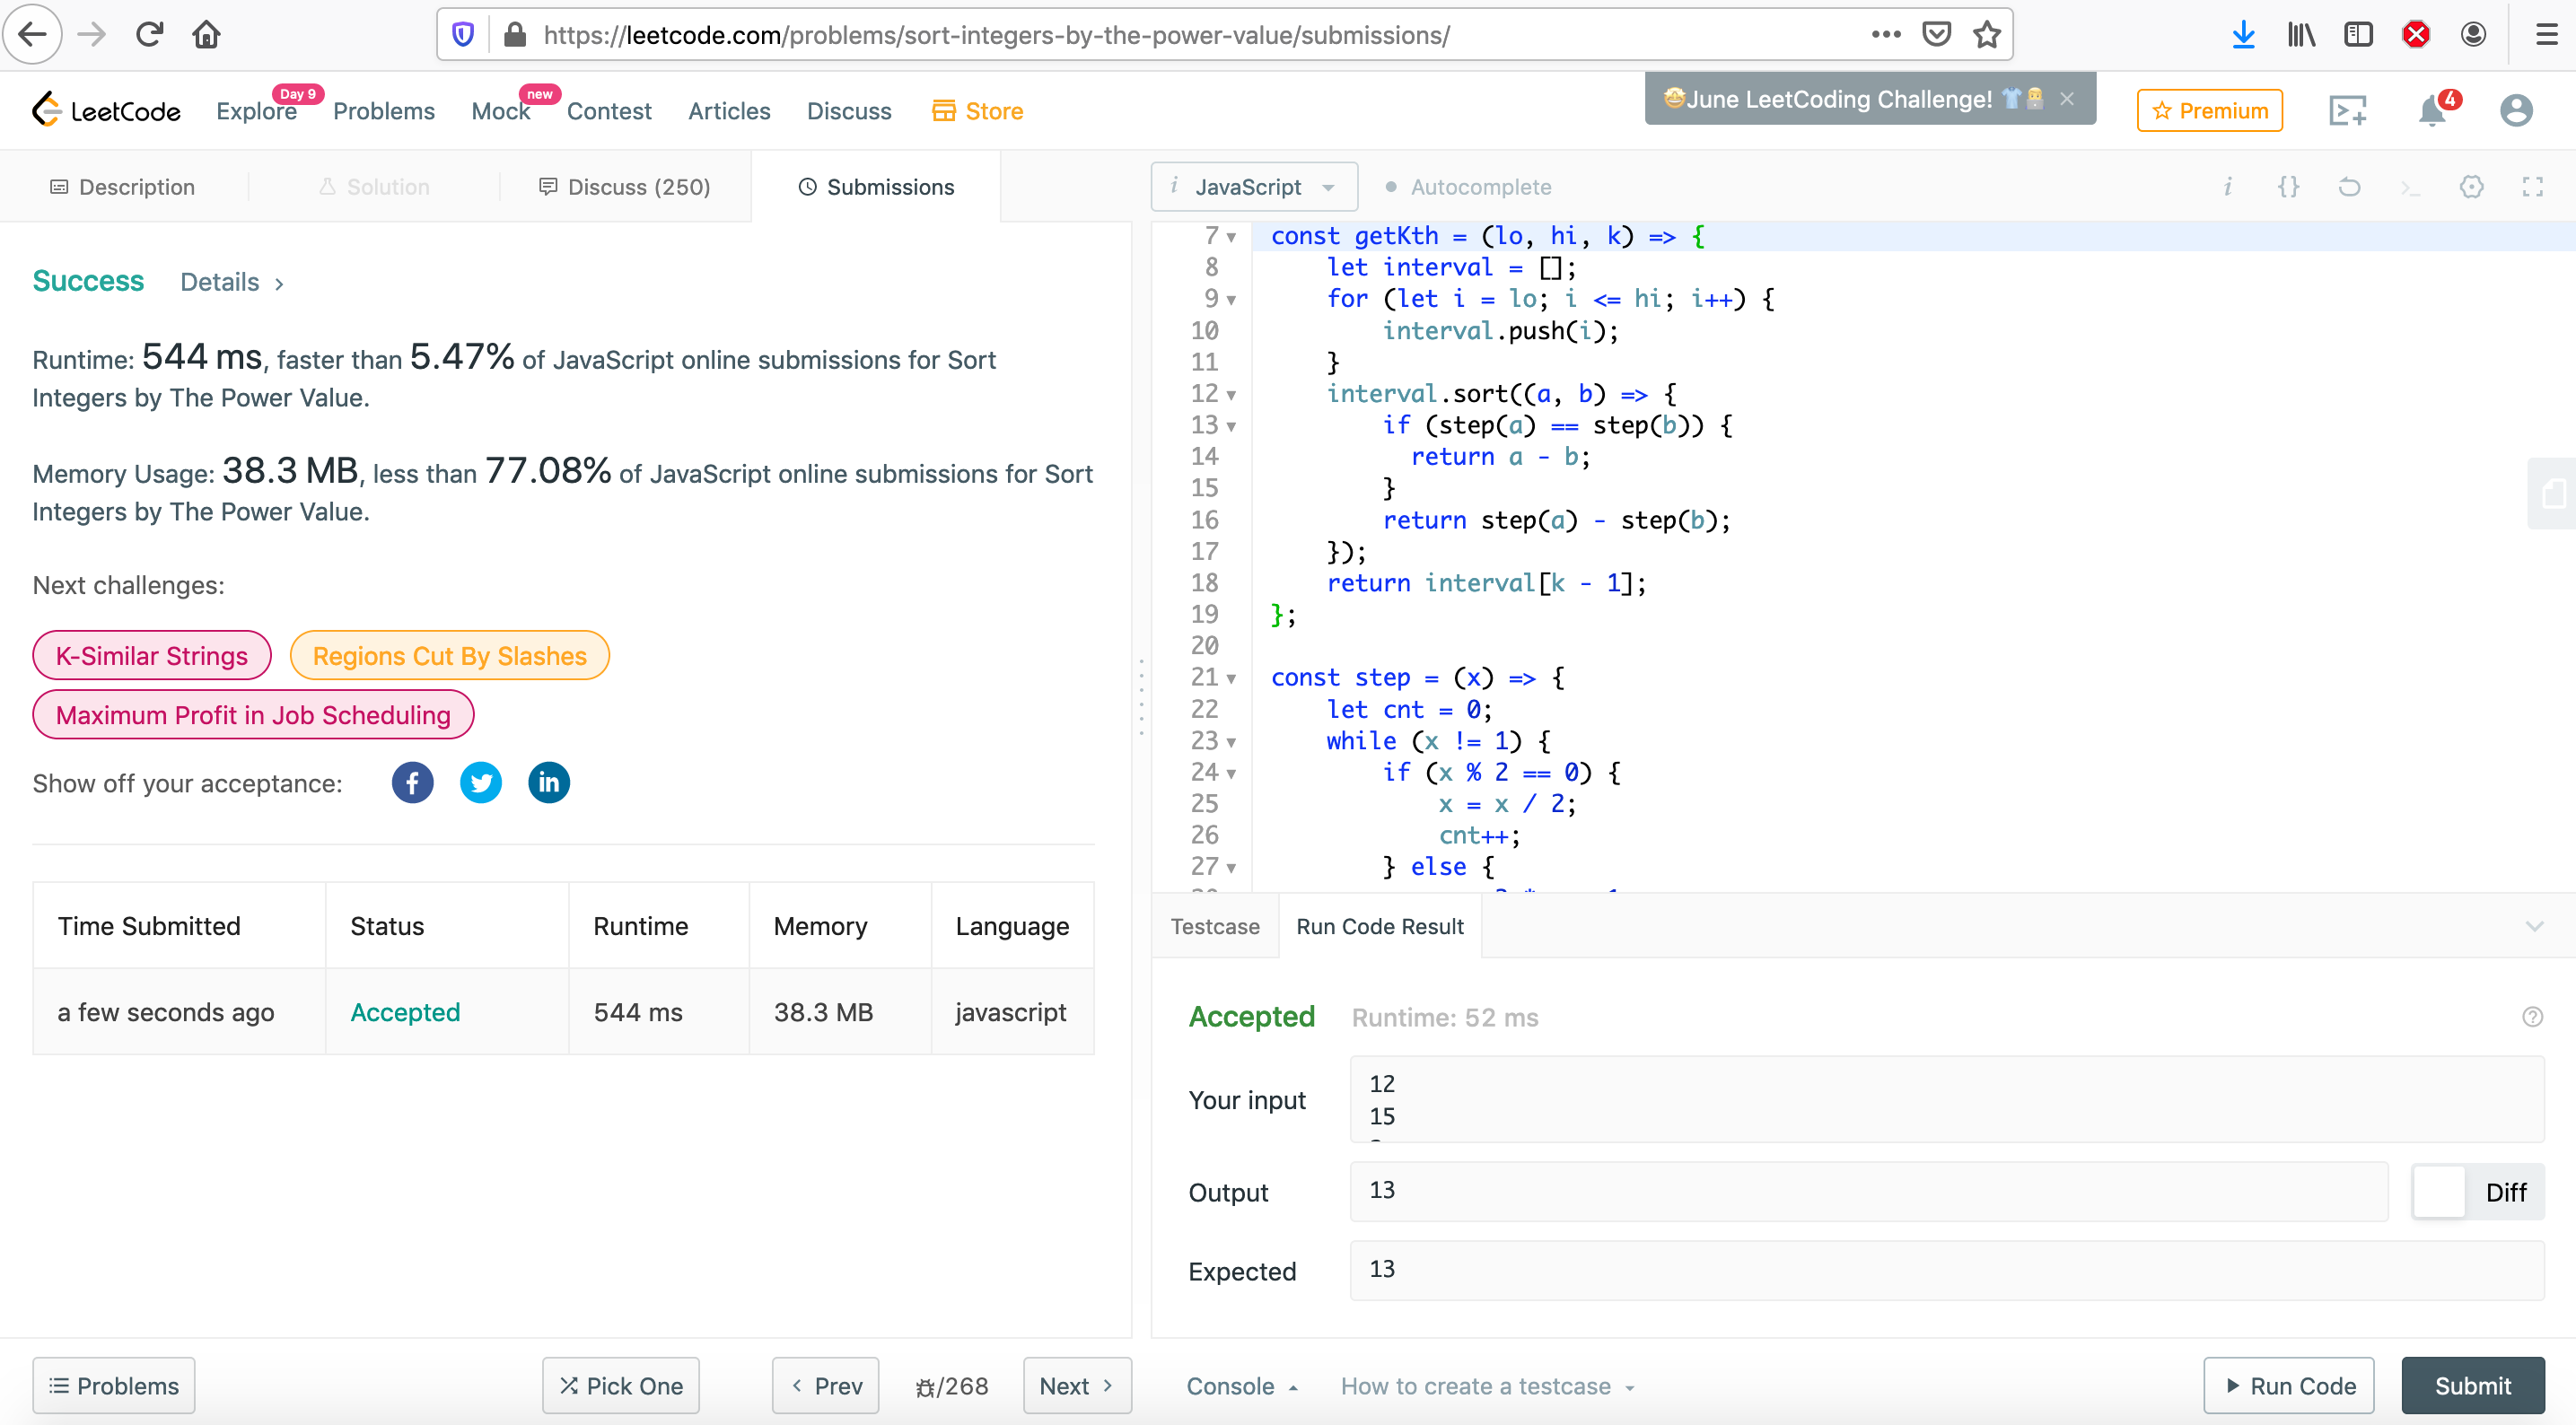 https://leetcode.com/problems/sort-integers-by-the-power-value/submissions/
LeetCode
Explore
Day 9
Problems
Mock
new
Contest
Articles
Discuss
Store
🤩June LeetCoding Challenge! 👕
Premium
4
Description
Solution
Discuss (250)
Submissions
Success
Details
Runtime: 544 ms, faster than 5.47% of JavaScript online submissions for Sort
Integers by The Power Value.
Memory Usage: 38.3 MB, less than 77.08% of JavaScript online submissions for Sort
Integers by The Power Value.
Next challenges:
K-Similar Strings
Regions Cut By Slashes
Maximum Profit in Job Scheduling
Show off your acceptance:
Time Submitted Status Runtime Memory Language
a few seconds ago Accepted 544 ms 38.3 MB javascript
Problems
Pick One
Prev
/268
Next
i JavaScript
Autocomplete
7 const getKth = (lo, hi, k) => {
8 let interval = [];
9 for (let i = lo; i <= hi; i++) {
10 interval.push(i);
11 }
12 interval.sort((a, b) => {
13 if (step(a) == step(b)) {
14 return a - b;
15 }
16 return step(a) - step(b);
17 });
18 return interval[k - 1];
19 };
20
21 const step = (x) => {
22 let cnt = 0;
23 while (x != 1) {
24 if (x % 2 == 0) {
25 x = x / 2;
26 cnt++;
27 } else {
Testcase
Run Code Result
Accepted
Runtime: 52 ms
Your input
12
15
Output
13
Diff
Expected
13
Console
How to create a testcase
Run Code
Submit